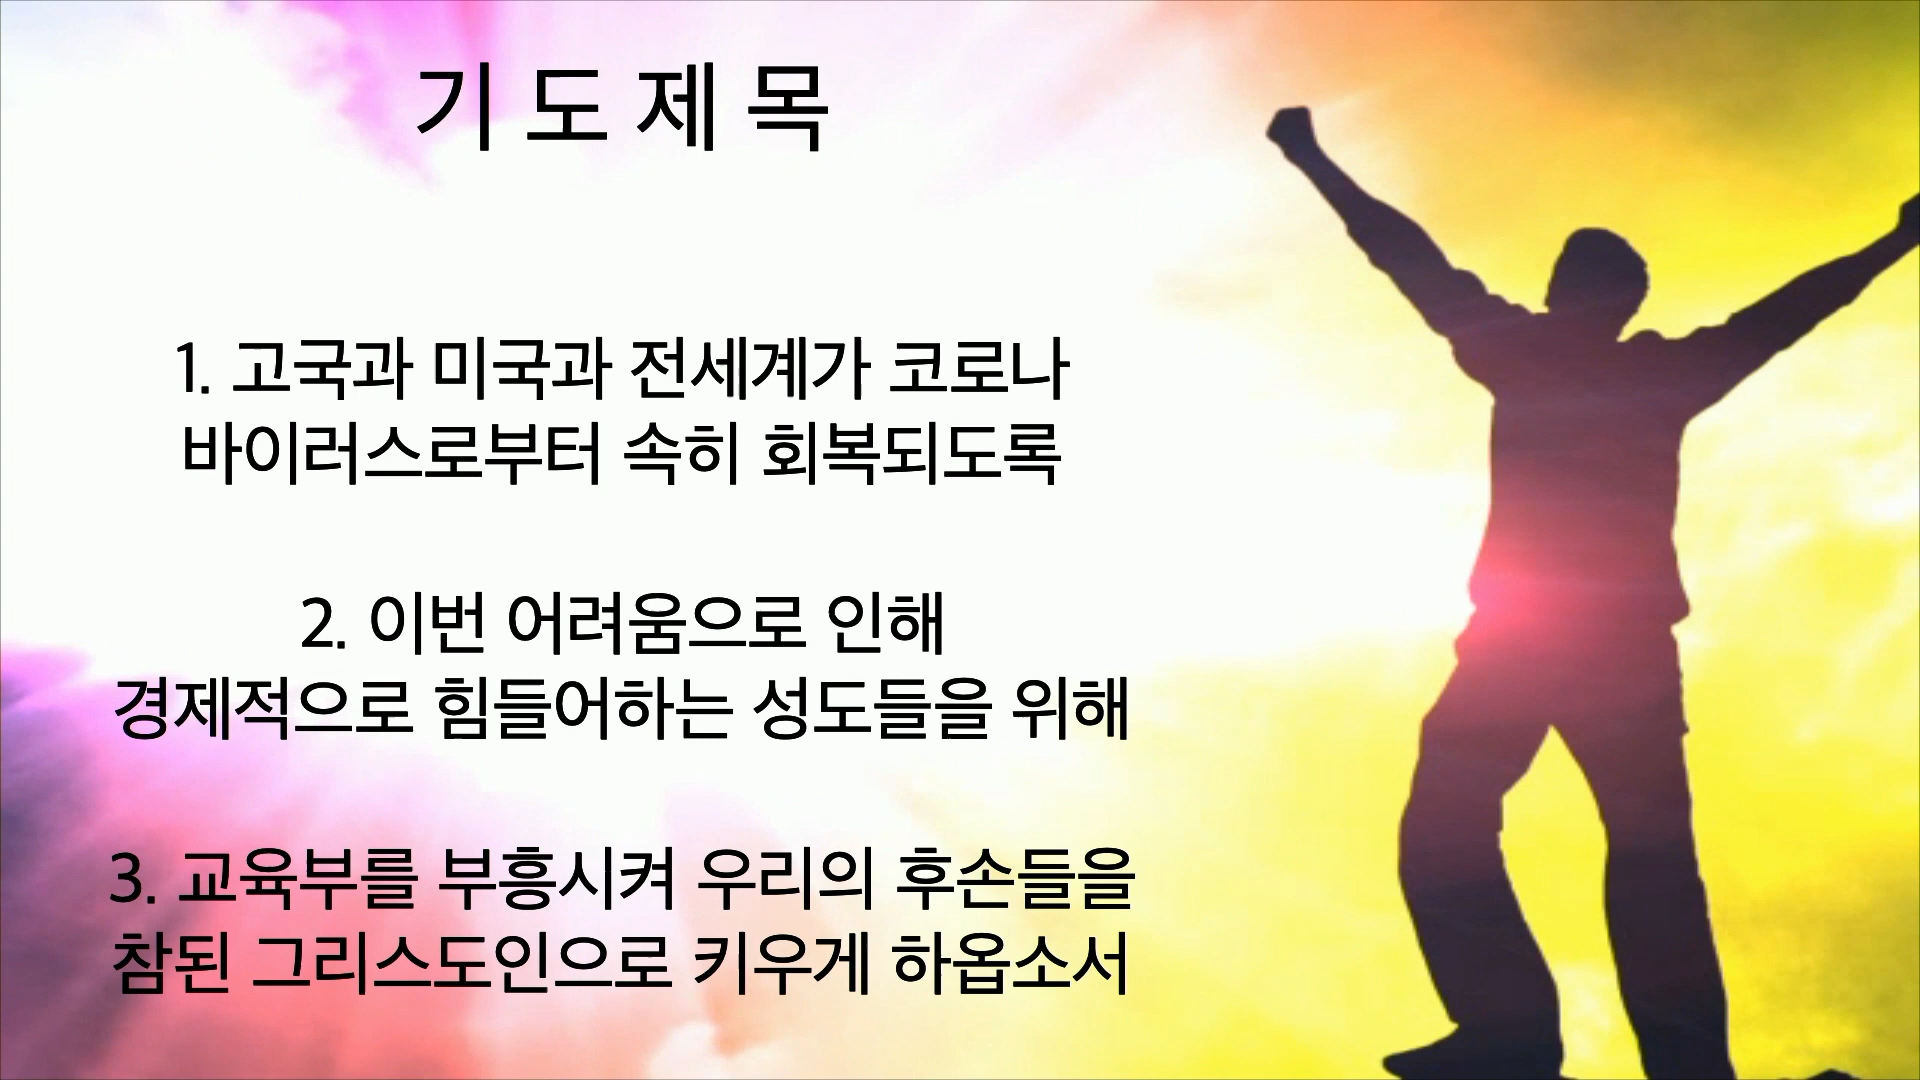 기 도 제 목
1. 고국과 미국과 전세계가 코로나
바이러스로부터 속히 회복되도록
2. 이번 어려움으로 인해
경제적으로 힘들어하는 성도들을 위해
3. 교육부를 부흥시켜 우리의 후손들을
참된 그리스도인으로 키우게 하옵소서